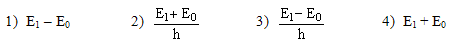 1) E₁ – E₀ 2) E₁+ E₀ / h 3) E₁– E₀ / h 4) E₁ + E₀